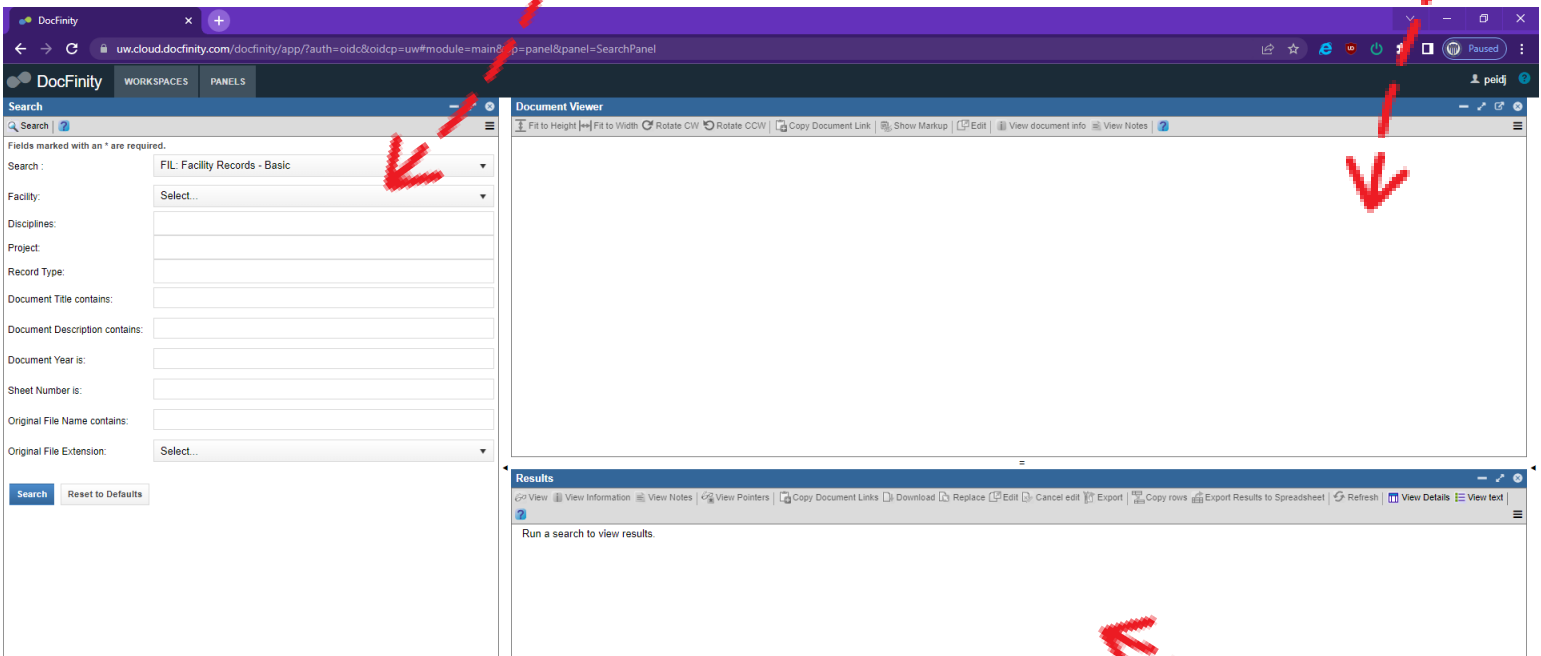 DocFinity
uw.cloud.docfinity.com/docfinity/app/?auth=oidc&oidcp=uw#module=main& p=panel&panel=SearchPanel
Paused
DocFinity WORKSPACES PANELS
peidj
Search
Search
Fields marked with an * are required.
Search : FIL: Facility Records - Basic
Facility: Select...
Disciplines:
Project:
Record Type:
Document Title contains:
Document Description contains:
Document Year is:
Sheet Number is:
Original File Name contains:
Original File Extension: Select...
Search Reset to Defaults
Document Viewer
Fit to Height Fit to Width Rotate CW Rotate CCW Copy Document Link Show Markup Edit View document info View Notes
Results
View View Information View Notes View Pointers Copy Document Links Download Replace Edit Cancel edit Export Copy rows Export Results to Spreadsheet Refresh View Details View text
Run a search to view results.